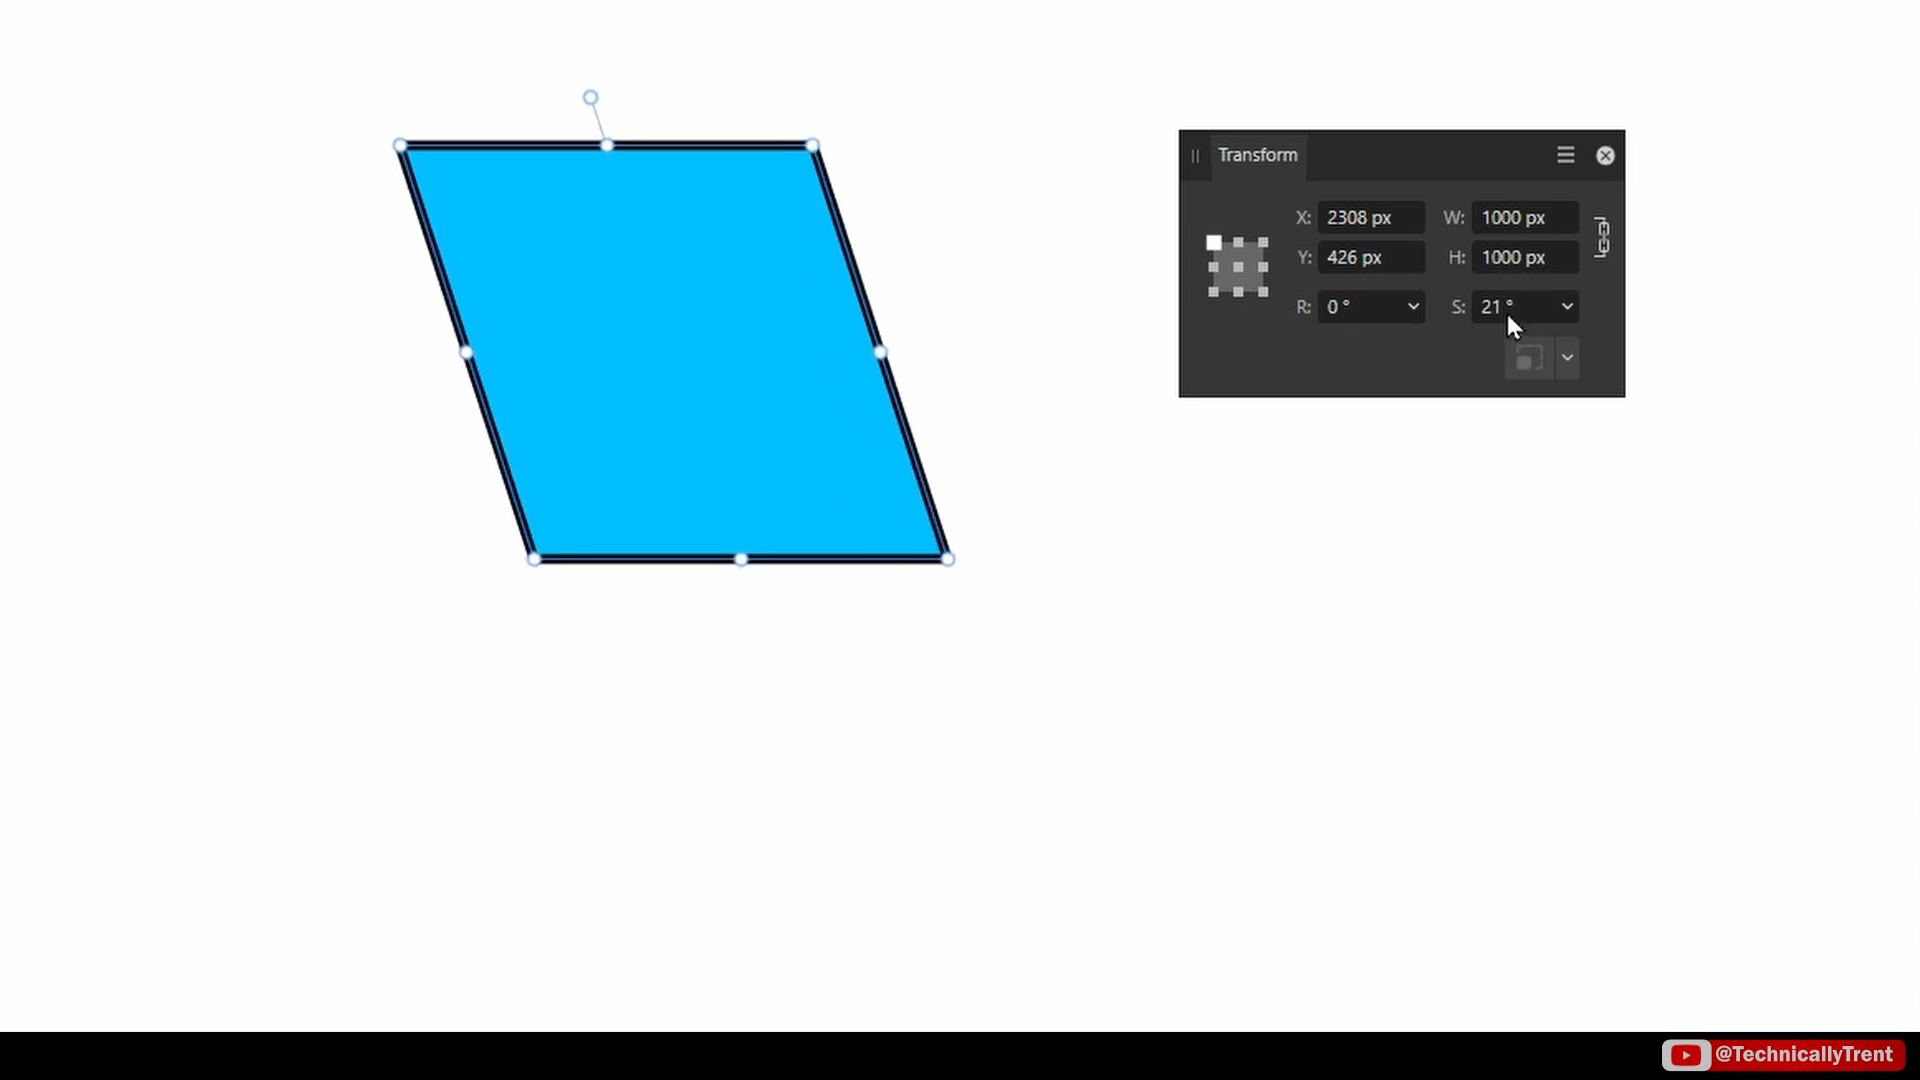 Transform
X: 2308 px W: 1000 px
Y: 426 px H: 1000 px
R: 0 ° S: 21 °
@TechnicallyTrent